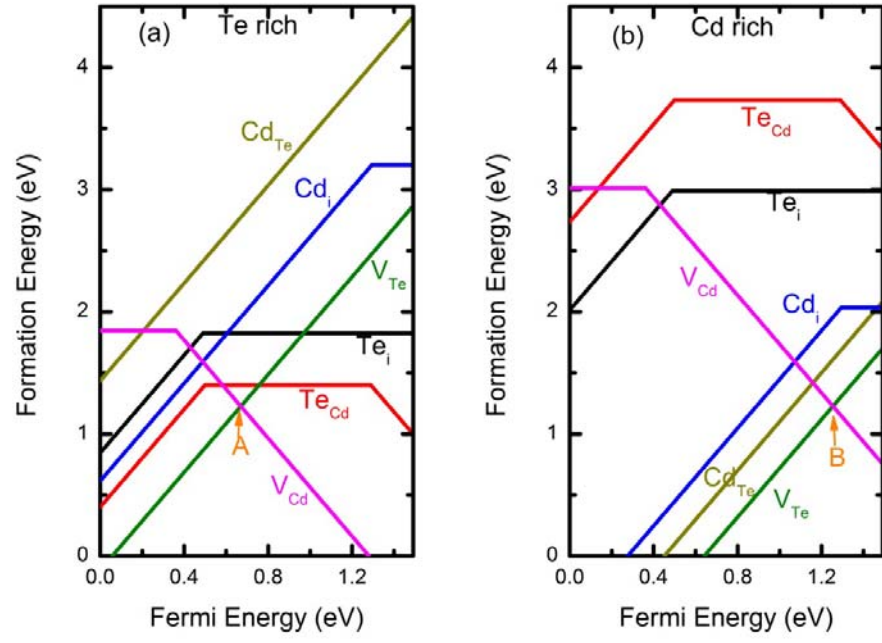 (a)
Te rich
Formation Energy (eV)
4
3
2
1
0
Cd_Te
Cd_i
V_Te
Te_i
Te_Cd
A
V_Cd
0.0 0.4 0.8 1.2
Fermi Energy (eV)
(b)
Cd rich
Formation Energy (eV)
4
3
2
1
0
Te_Cd
Te_i
V_Cd
Cd_i
B
Cd_Te
V_Te
0.0 0.4 0.8 1.2
Fermi Energy (eV)